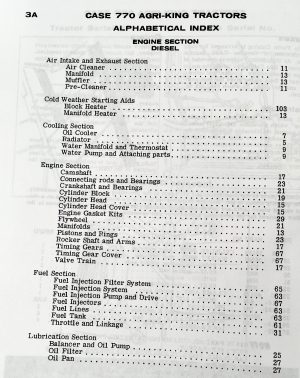 3A CASE 770 AGRI-KING TRACTORS
ALPHABETICAL INDEX
ENGINE SECTION
DIESEL
Air Intake and Exhaust Section
Air Cleaner 11
Manifold 13
Muffler 13
Pre-Cleaner 11
Cold Weather Starting Aids
Block Heater 103
Manifold Heater 13
Cooling Section
Oil Cooler 7
Radiator 5
Water Manifold and Thermostat 9
Water Pump and Attaching parts 9
Engine Section
Camshaft 17
Connecting rods and Bearings 23
Crankshaft and Bearings 21
Cylinder Block 19
Cylinder Head 15
Cylinder Head Cover 15
Engine Gasket Kits 29
Flywheel 21
Manifolds 13
Pistons and Rings 23
Rocker Shaft and Arms 17
Timing Gears 67
Timing Gear Cover 67
Valve Train 17
Fuel Section
Fuel Injection Filter System 65
Fuel Injection System 63
Fuel Injection Pump and Drive 67
Fuel Injectors 63
Fuel Lines 63
Fuel Tank 61
Throttle and Linkage 31
Lubrication Section
Balancer and Oil Pump 25
Oil Filter 27
Oil Pan 27